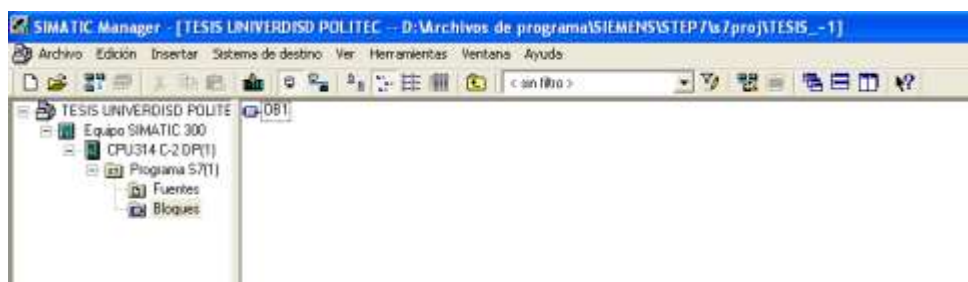 SIMATIC Manager - [TESIS UNIVERDISD POLITEC -- D:\Archivos de programa\SIEMENS\STEP7\s7proj\TESIS_-1]
Archivo Edición Insertar Sistema de destino Ver Herramientas Ventana Ayuda
< sin filtro >
TESIS UNIVERDISD POLITE
OB1
Equipo SIMATIC 300
CPU314 C-2 DP(1)
Programa S7(1)
Fuentes
Bloques